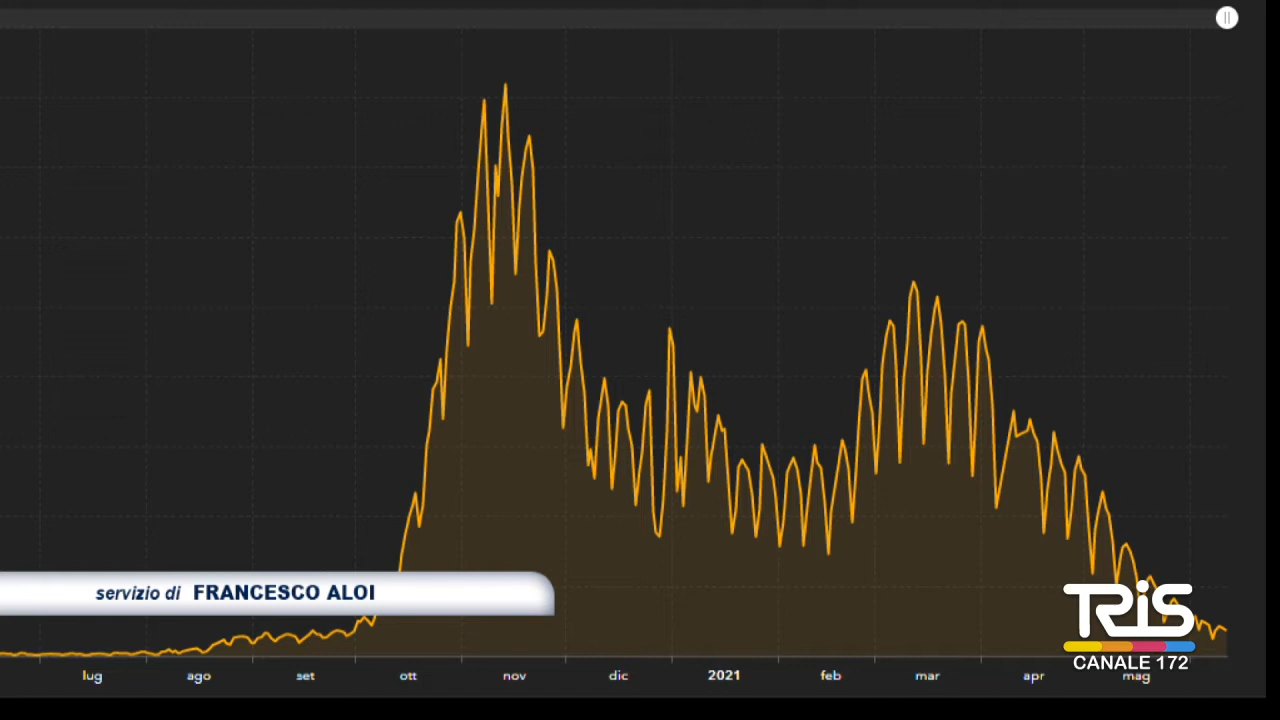 servizio di FRANCESCO ALOI
TRiS
CANALE 172
lug ago set ott nov dic 2021 feb mar apr mag